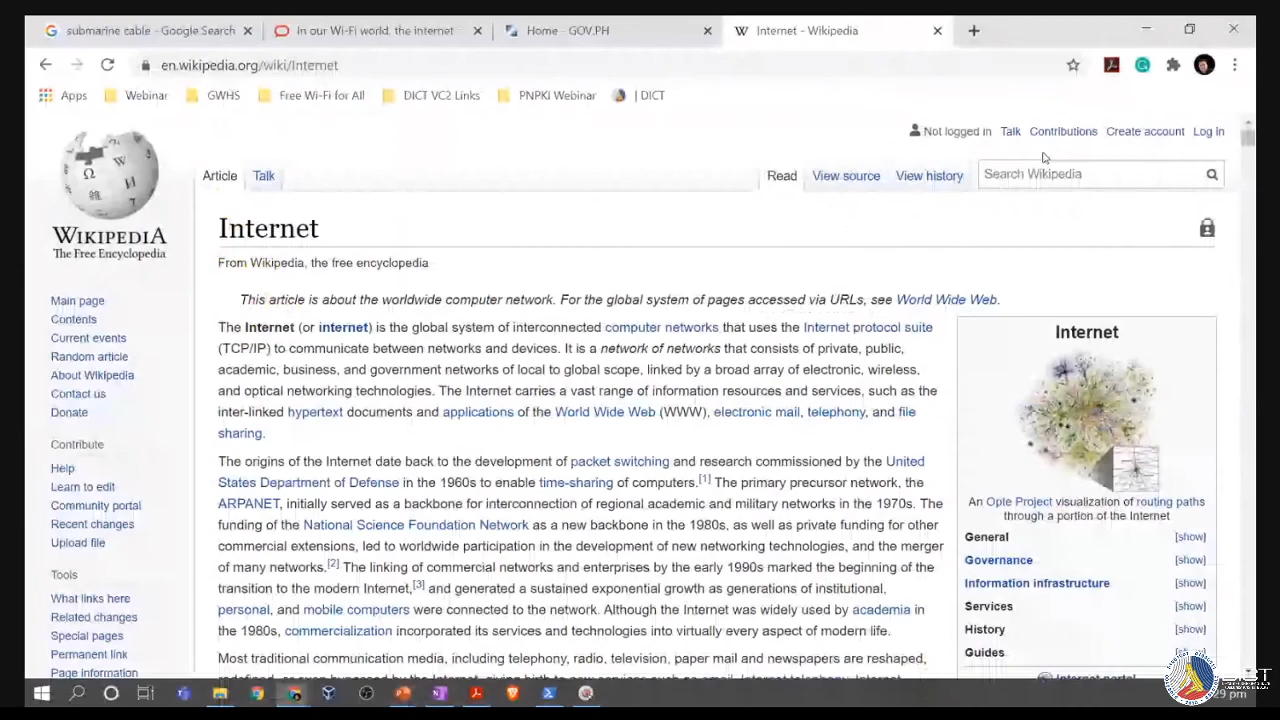 submarine cable - Google Search
In our Wi-Fi world, the internet
Home - GOV.PH
Internet - Wikipedia
en.wikipedia.org/wiki/Internet
Apps
Webinar
GWHS
Free Wi-Fi for All
DICT VC2 Links
PNPKI Webinar
| DICT
Not logged in Talk Contributions Create account Log in
Article Talk
Read View source View history
Search Wikipedia
WIKIPEDIA
The Free Encyclopedia
Internet
From Wikipedia, the free encyclopedia
This article is about the worldwide computer network. For the global system of pages accessed via URLs, see World Wide Web.
The Internet (or internet) is the global system of interconnected computer networks that uses the Internet protocol suite
(TCP/IP) to communicate between networks and devices. It is a network of networks that consists of private, public,
academic, business, and government networks of local to global scope, linked by a broad array of electronic, wireless,
and optical networking technologies. The Internet carries a vast range of information resources and services, such as the
inter-linked hypertext documents and applications of the World Wide Web (WWW), electronic mail, telephony, and file
sharing.
The origins of the Internet date back to the development of packet switching and research commissioned by the United
States Department of Defense in the 1960s to enable time-sharing of computers.[1] The primary precursor network, the
ARPANET, initially served as a backbone for interconnection of regional academic and military networks in the 1970s. The
funding of the National Science Foundation Network as a new backbone in the 1980s, as well as private funding for other
commercial extensions, led to worldwide participation in the development of new networking technologies, and the merger
of many networks.[2] The linking of commercial networks and enterprises by the early 1990s marked the beginning of the
transition to the modern Internet,[3] and generated a sustained exponential growth as generations of institutional,
personal, and mobile computers were connected to the network. Although the Internet was widely used by academia in
the 1980s, commercialization incorporated its services and technologies into virtually every aspect of modern life.
Most traditional communication media, including telephony, radio, television, paper mail and newspapers are reshaped,
Main page
Contents
Current events
Random article
About Wikipedia
Contact us
Donate
Contribute
Help
Learn to edit
Community portal
Recent changes
Upload file
Tools
What links here
Related changes
Special pages
Permanent link
Page information
Internet
An Opte Project visualization of routing paths
through a portion of the Internet
General [show]
Governance [show]
Information infrastructure [show]
Services [show]
History [show]
Guides [show]
Internet portal
29 pm